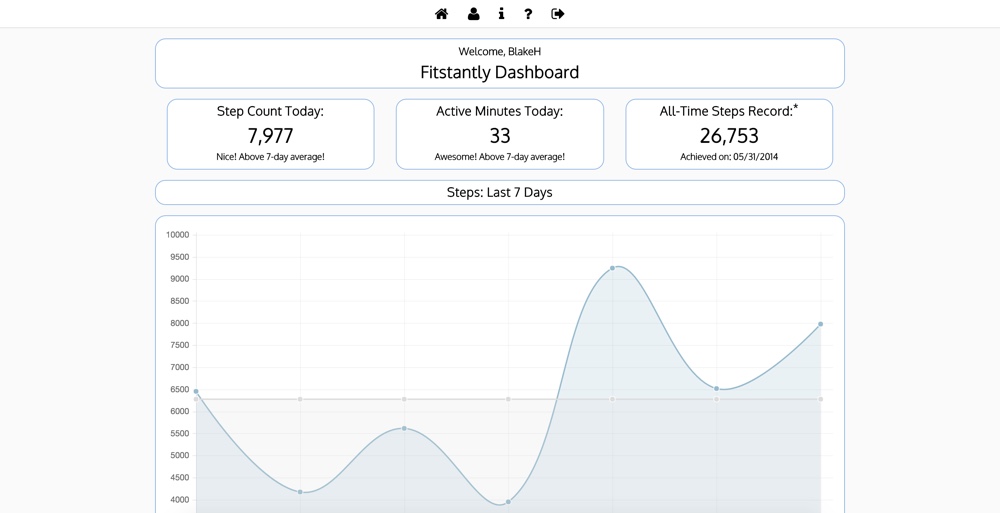 Welcome, BlakeH
Fitstantly Dashboard
Step Count Today:
7,977
Nice! Above 7-day average!
Active Minutes Today:
33
Awesome! Above 7-day average!
All-Time Steps Record:*
26,753
Achieved on: 05/31/2014
Steps: Last 7 Days
10000
9500
9000
8500
8000
7500
7000
6500
6000
5500
5000
4500
4000